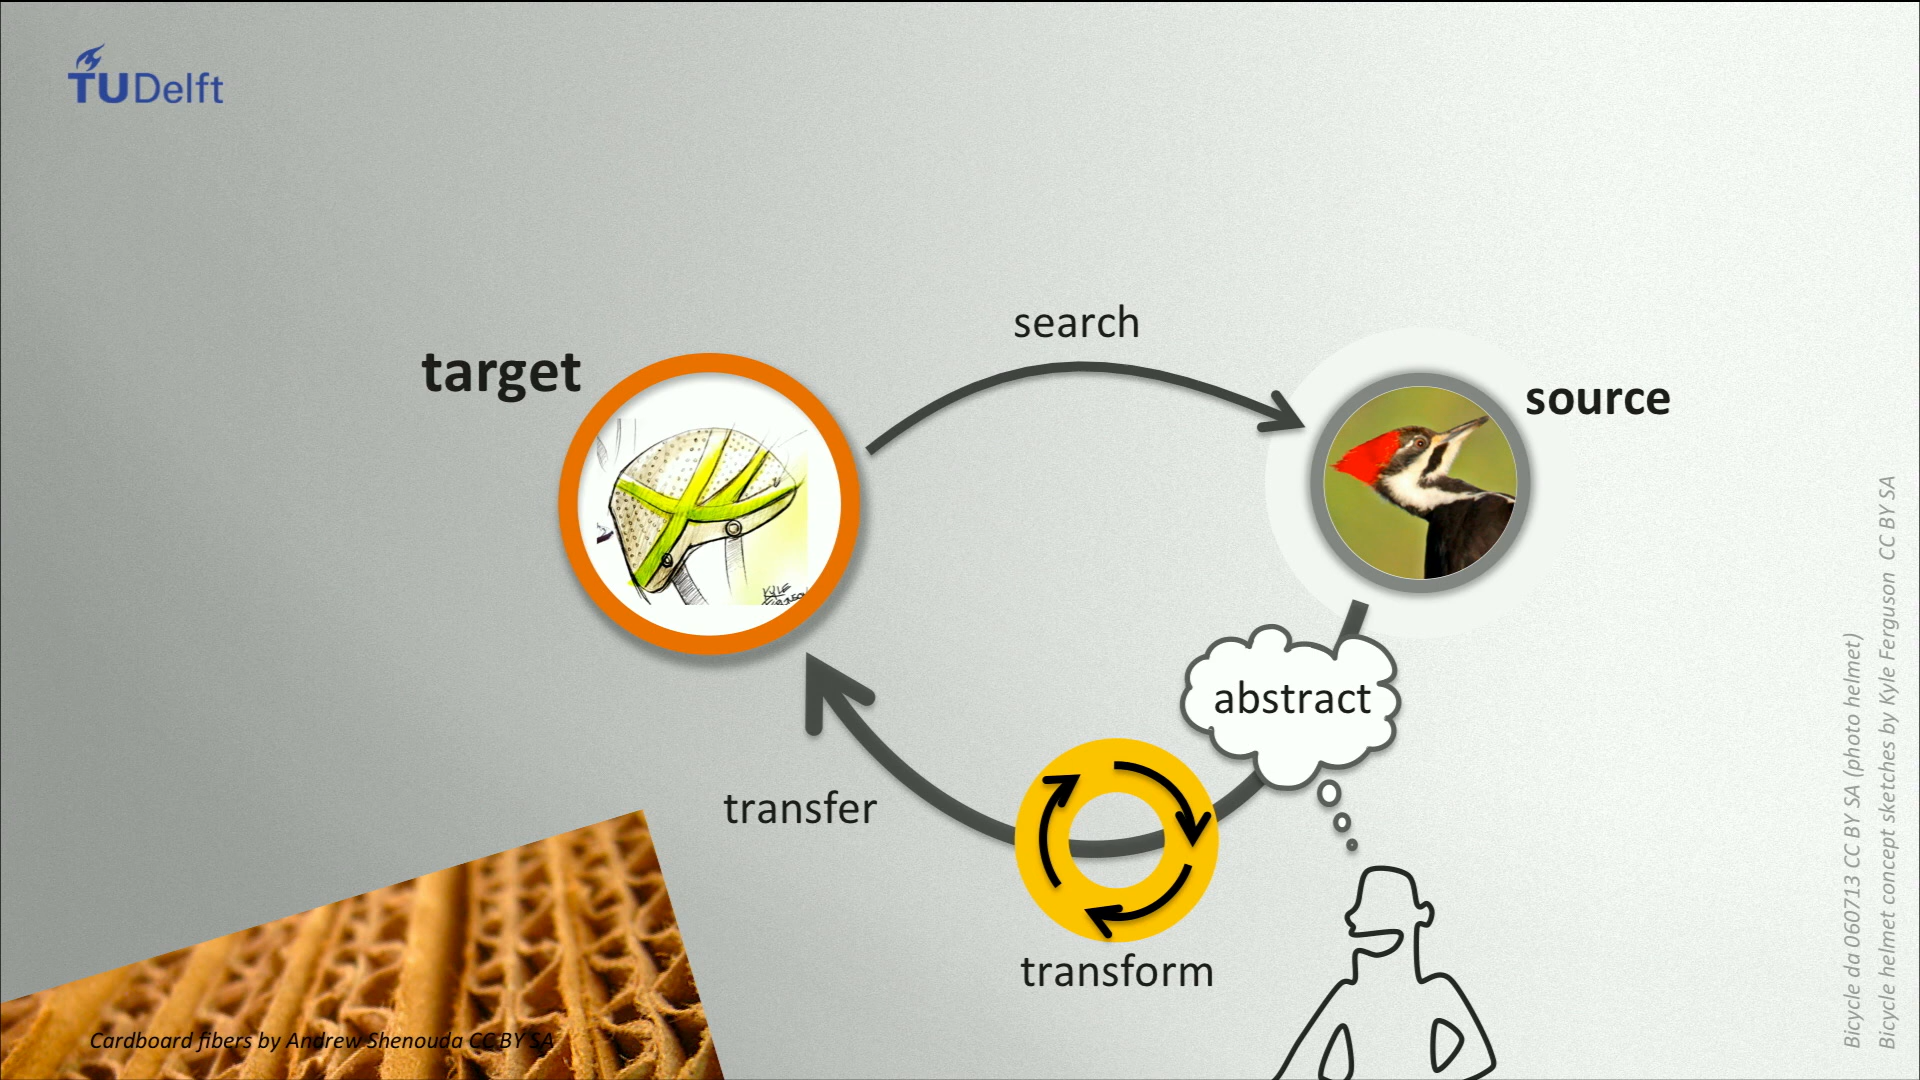 TUDelft
search
target
source
abstract
transfer
transform
Cardboard fibers by Andrew Shenouda CC BY SA
Bicycle da 060713 CC BY SA (photo helmet)
Bicycle helmet concept sketches by Kyle Ferguson CC BY SA
KYLE